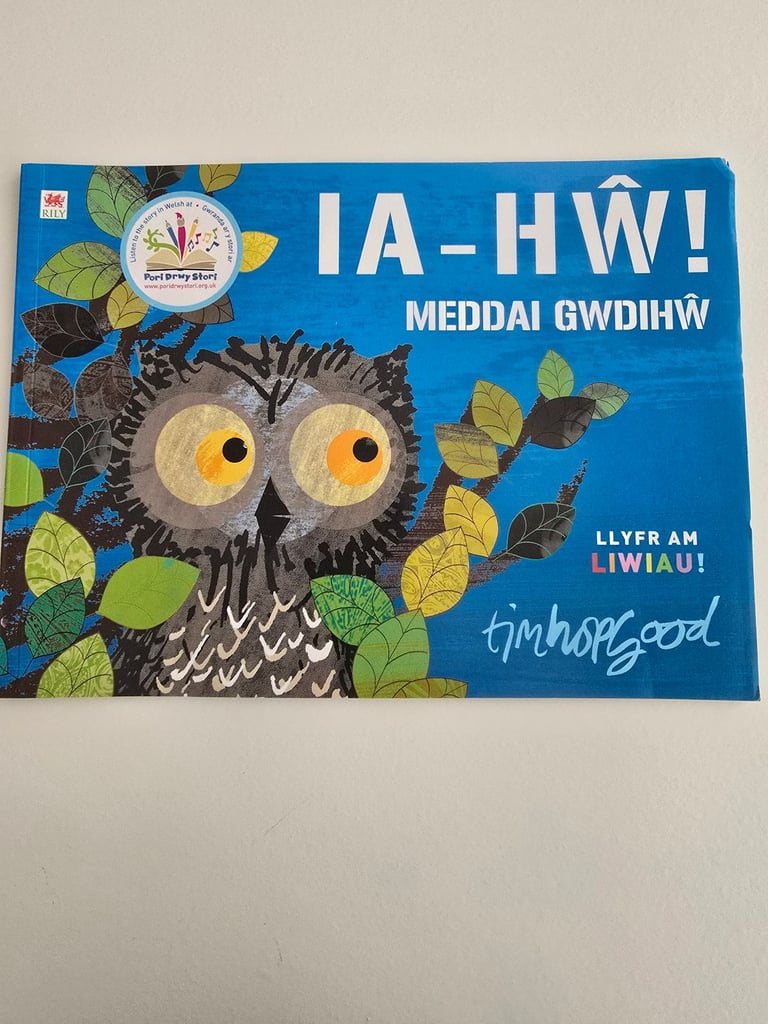 RILY
Listen to the story in Welsh at • Gwranda ar y stori ar
Pori Drwy Stori
www.poridrwystori.org.uk
IA-HŴ!
MEDDAI GWDIHŴ
LLYFR AM
LIWIAU!
timhopgood